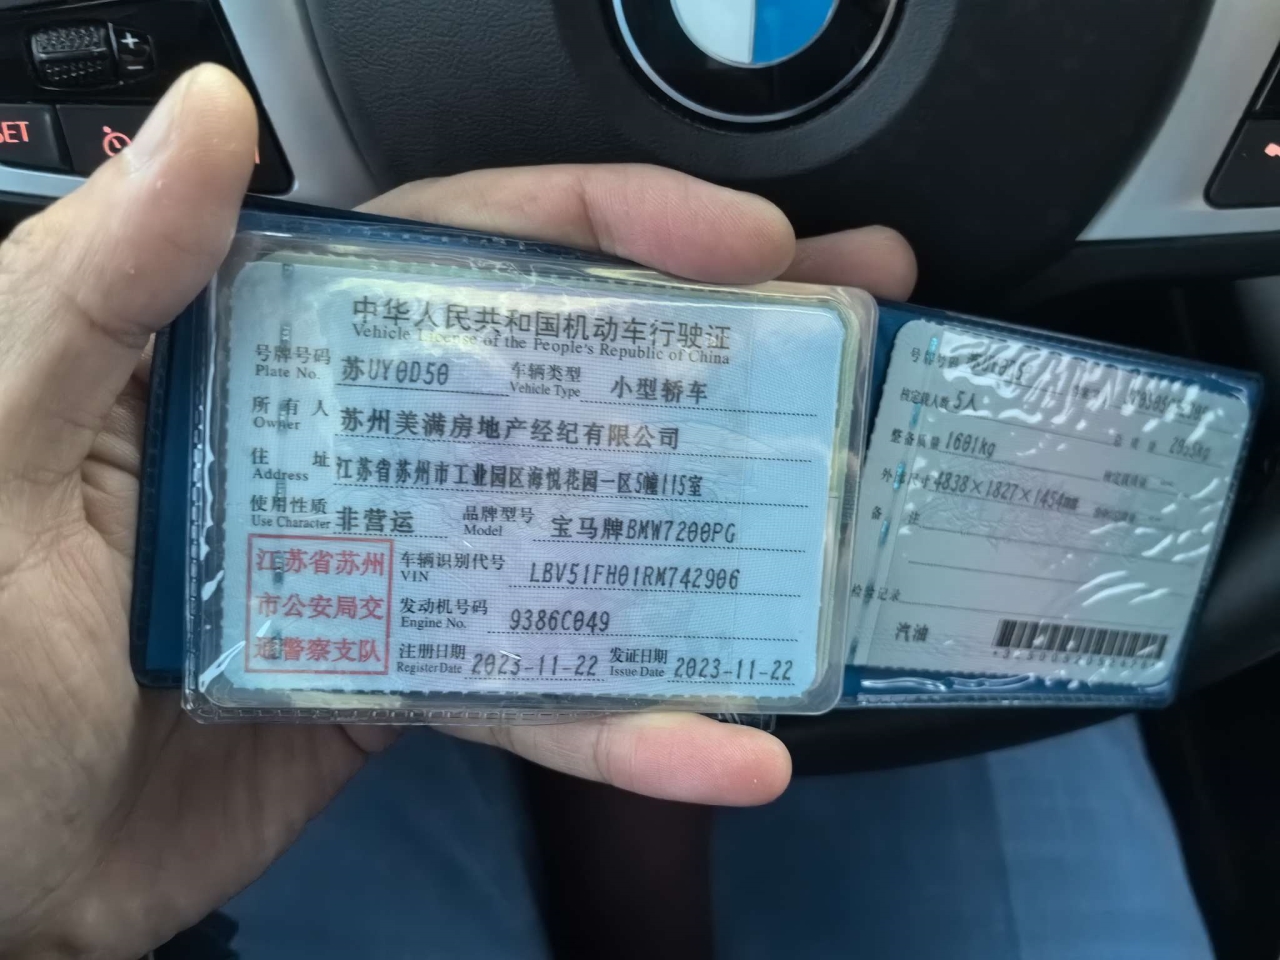 SET
中华人民共和国机动车行驶证
Vehicle License of the People's Republic of China
号牌号码 苏UY0D50 车辆类型 小型轿车
Plate No. Vehicle Type
所有人 苏州美满房地产经纪有限公司
Owner
住址 江苏省苏州市工业园区海悦花园一区5幢115室
Address
使用性质 非营运 品牌型号 宝马牌BMW7200PG
Use Character Model
江苏省苏州
市公安局交
通警察支队
车辆识别代号 LBV51FH01RM742906
VIN
发动机号码 9386C049
Engine No.
注册日期 2023-11-22 发证日期 2023-11-22
Register Date Issue Date
号牌号码
核定载人数 5人
总质量
整备质量 1601kg
外廓尺寸 4838×1827×1454mm
备注
检验记录
汽油